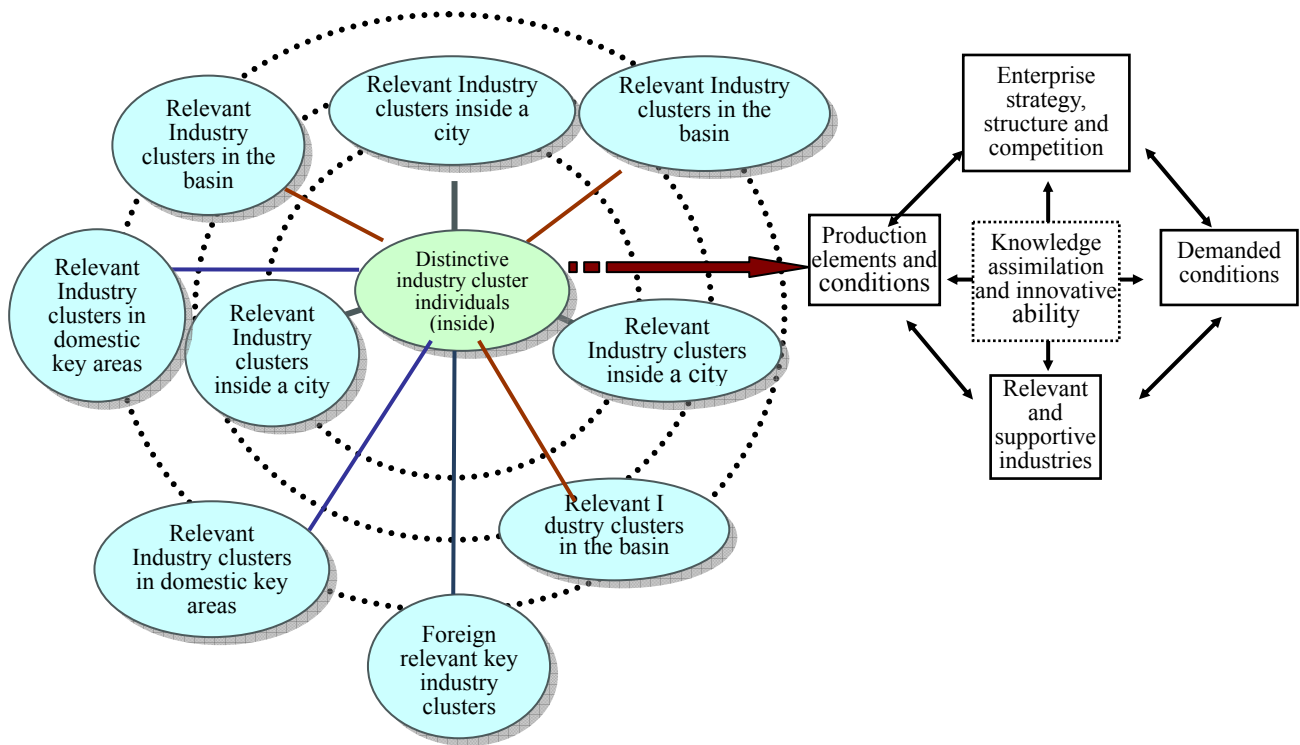 Relevant
Industry
clusters in the
basin
Relevant Industry
clusters inside a
city
Relevant Industry
clusters in the
basin
Relevant
Industry
clusters in
domestic
key areas
Relevant
Industry
clusters
inside a city
Distinctive
industry cluster
individuals
(inside)
Relevant
Industry clusters
inside a city
Relevant
Industry clusters
in domestic key
areas
Relevant I
dustry clusters
in the basin
Foreign
relevant key
industry
clusters
Enterprise
strategy,
structure and
competition
Production
elements and
conditions
Knowledge
assimilation
and innovative
ability
Demanded
conditions
Relevant
and
supportive
industries